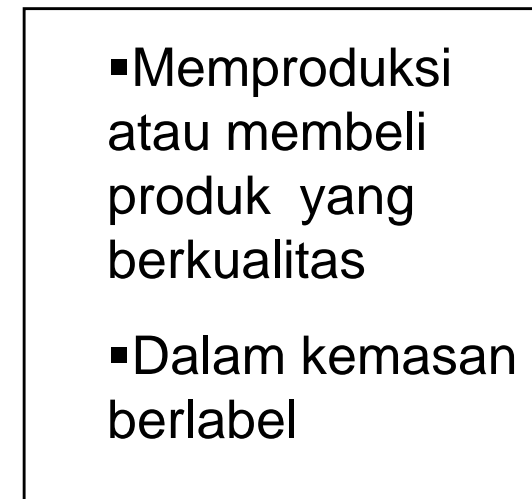 ▪Memproduksi
atau membeli
produk yang
berkualitas
▪Dalam kemasan
berlabel